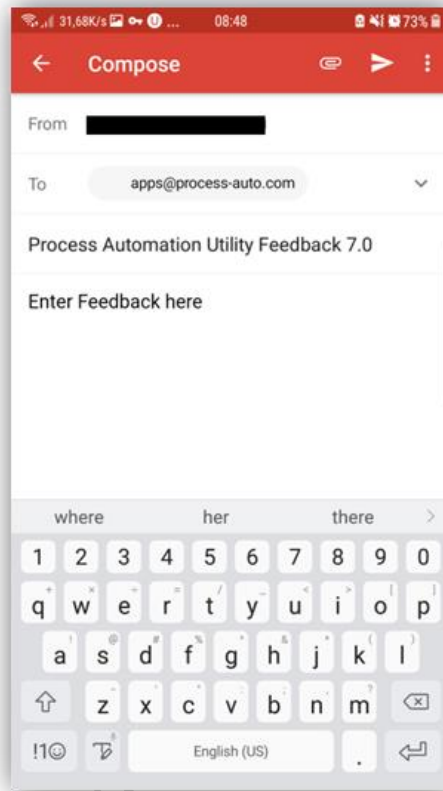 31,68K/s ... 08:48 73%
Compose
From
To apps@process-auto.com
Process Automation Utility Feedback 7.0
Enter Feedback here
where her there
1 2 3 4 5 6 7 8 9 0
q w e r t y u i o p
a s d f g h j k l
z x c v b n m
!1☺ English (US) .